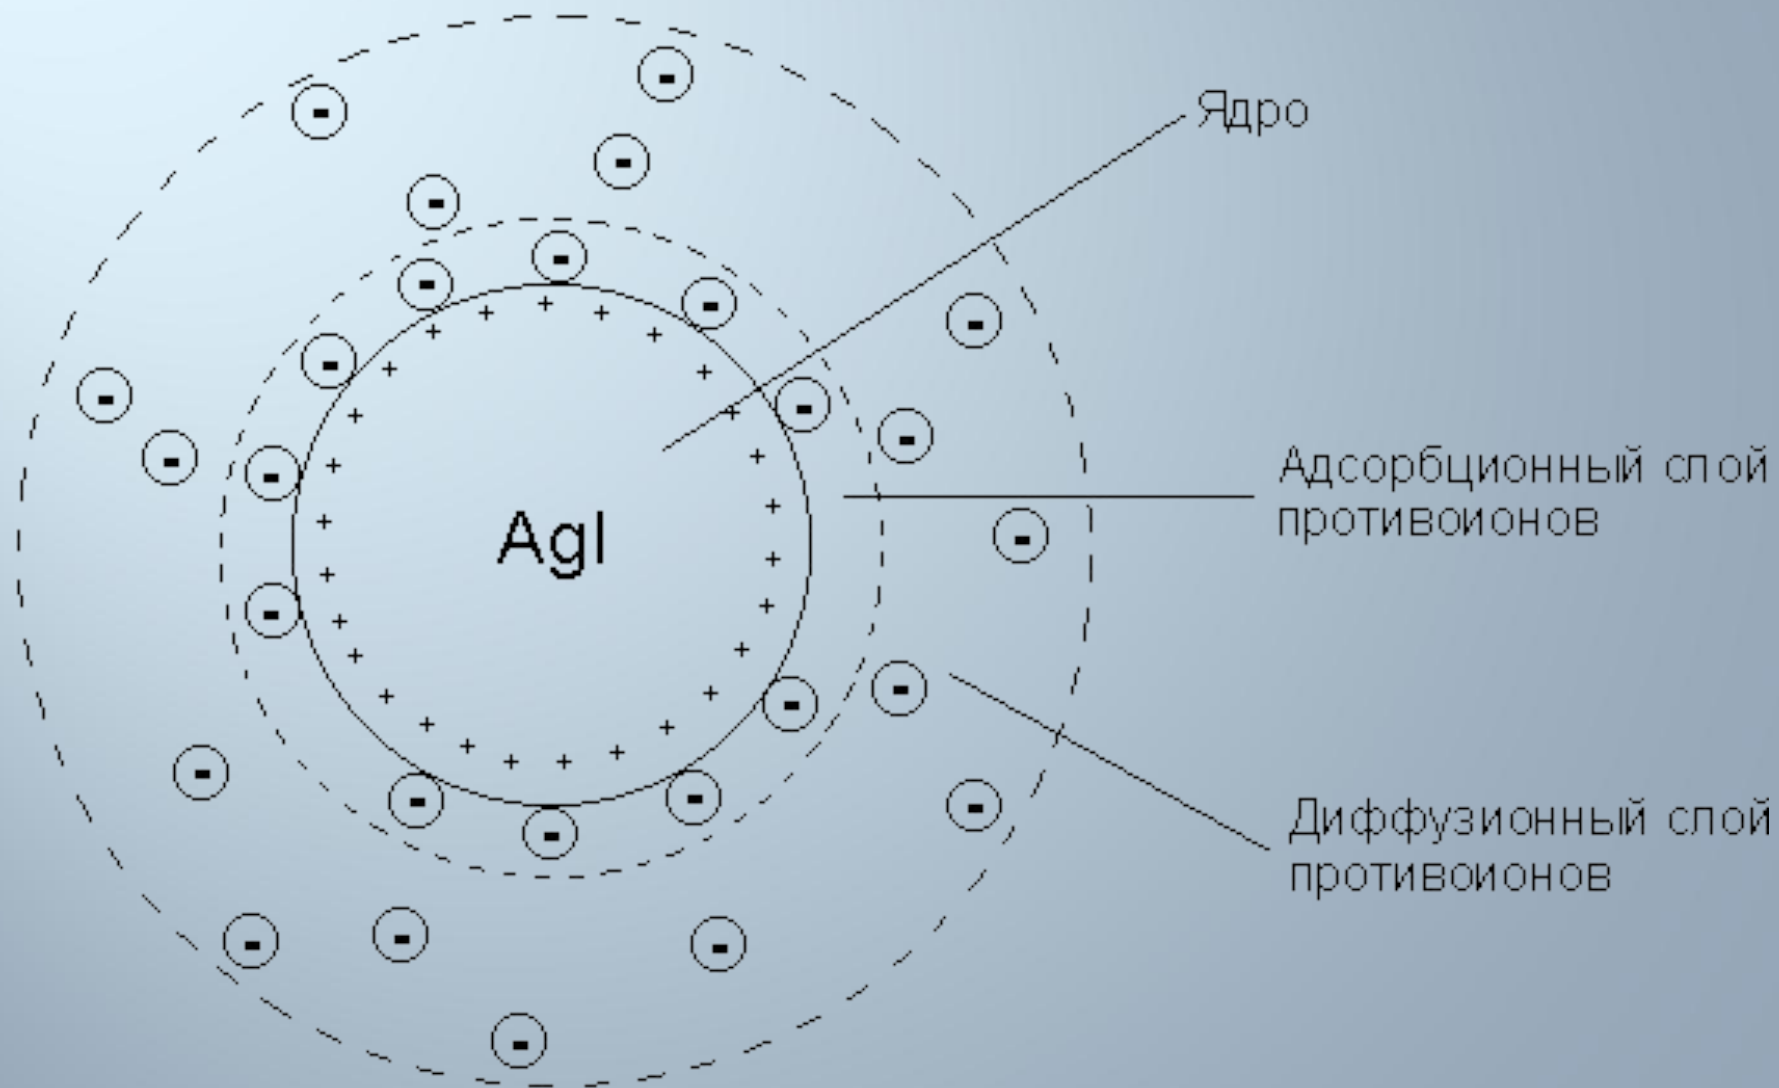 Ядро
AgI
Адсорбционный слой
противоионов
Диффузионный слой
противоионов